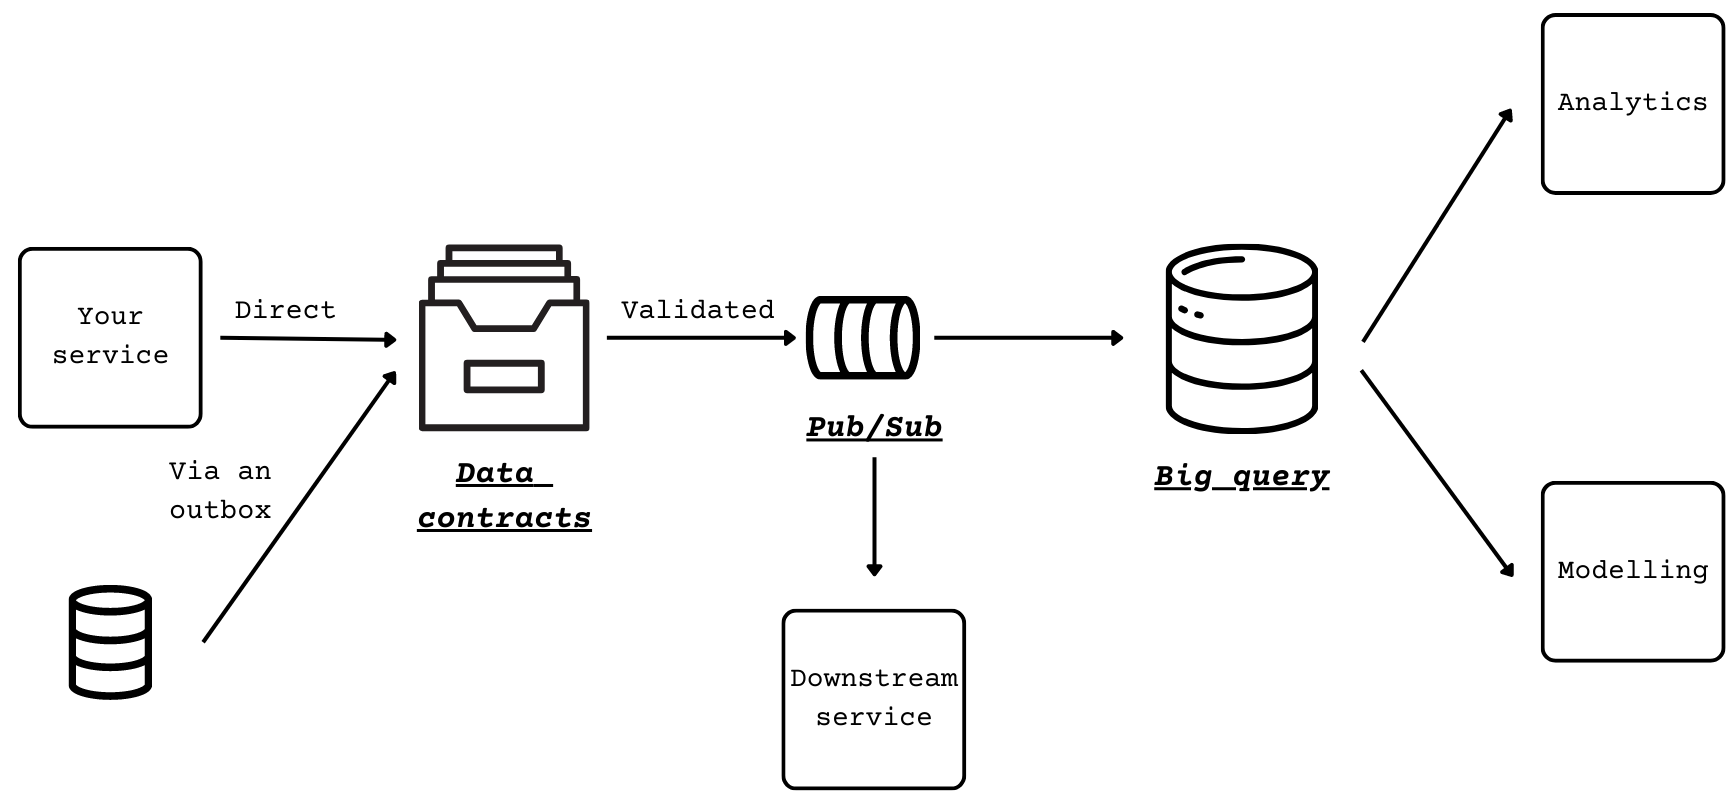 Analytics
Your
service
Direct
Validated
Pub/Sub
Via an
outbox
Data
contracts
Big query
Modelling
Downstream
service